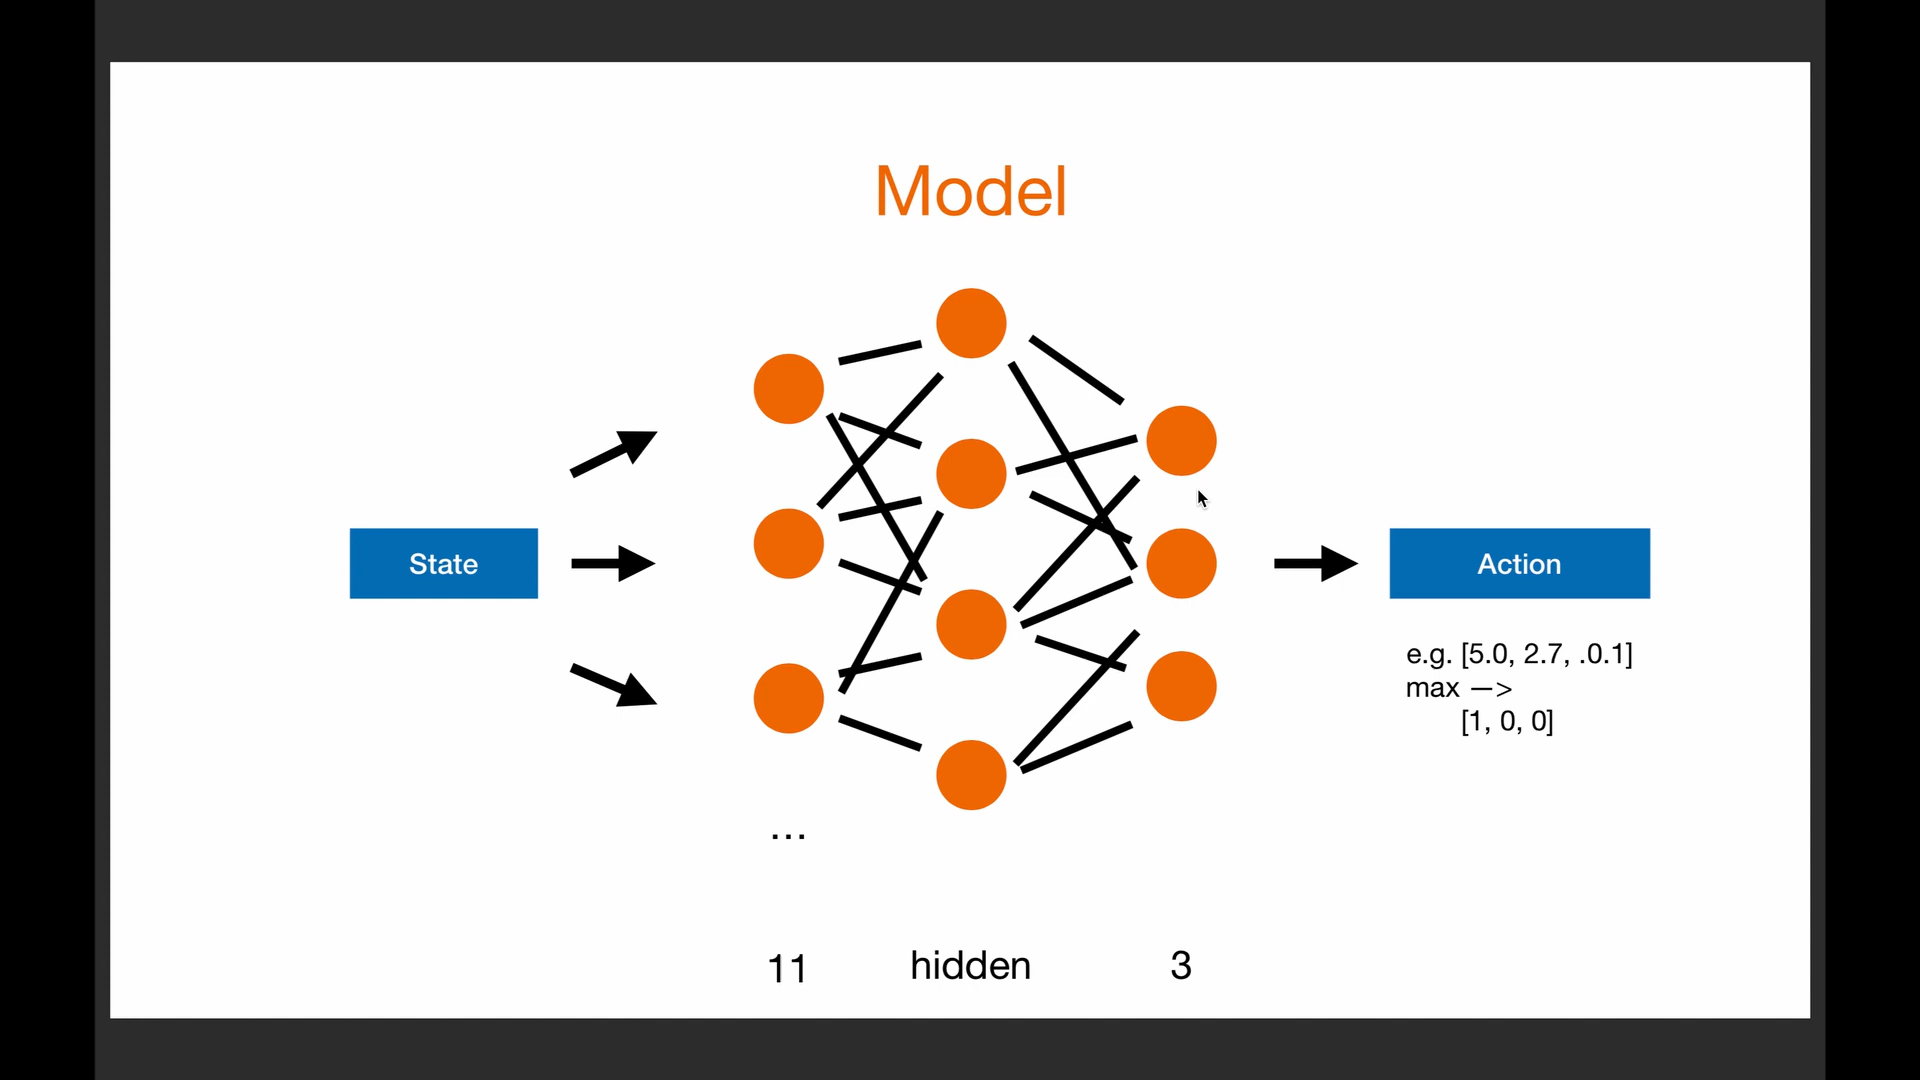 Model
State
Action
e.g. [5.0, 2.7, .0.1]
max —>
[1, 0, 0]
...
11
hidden
3